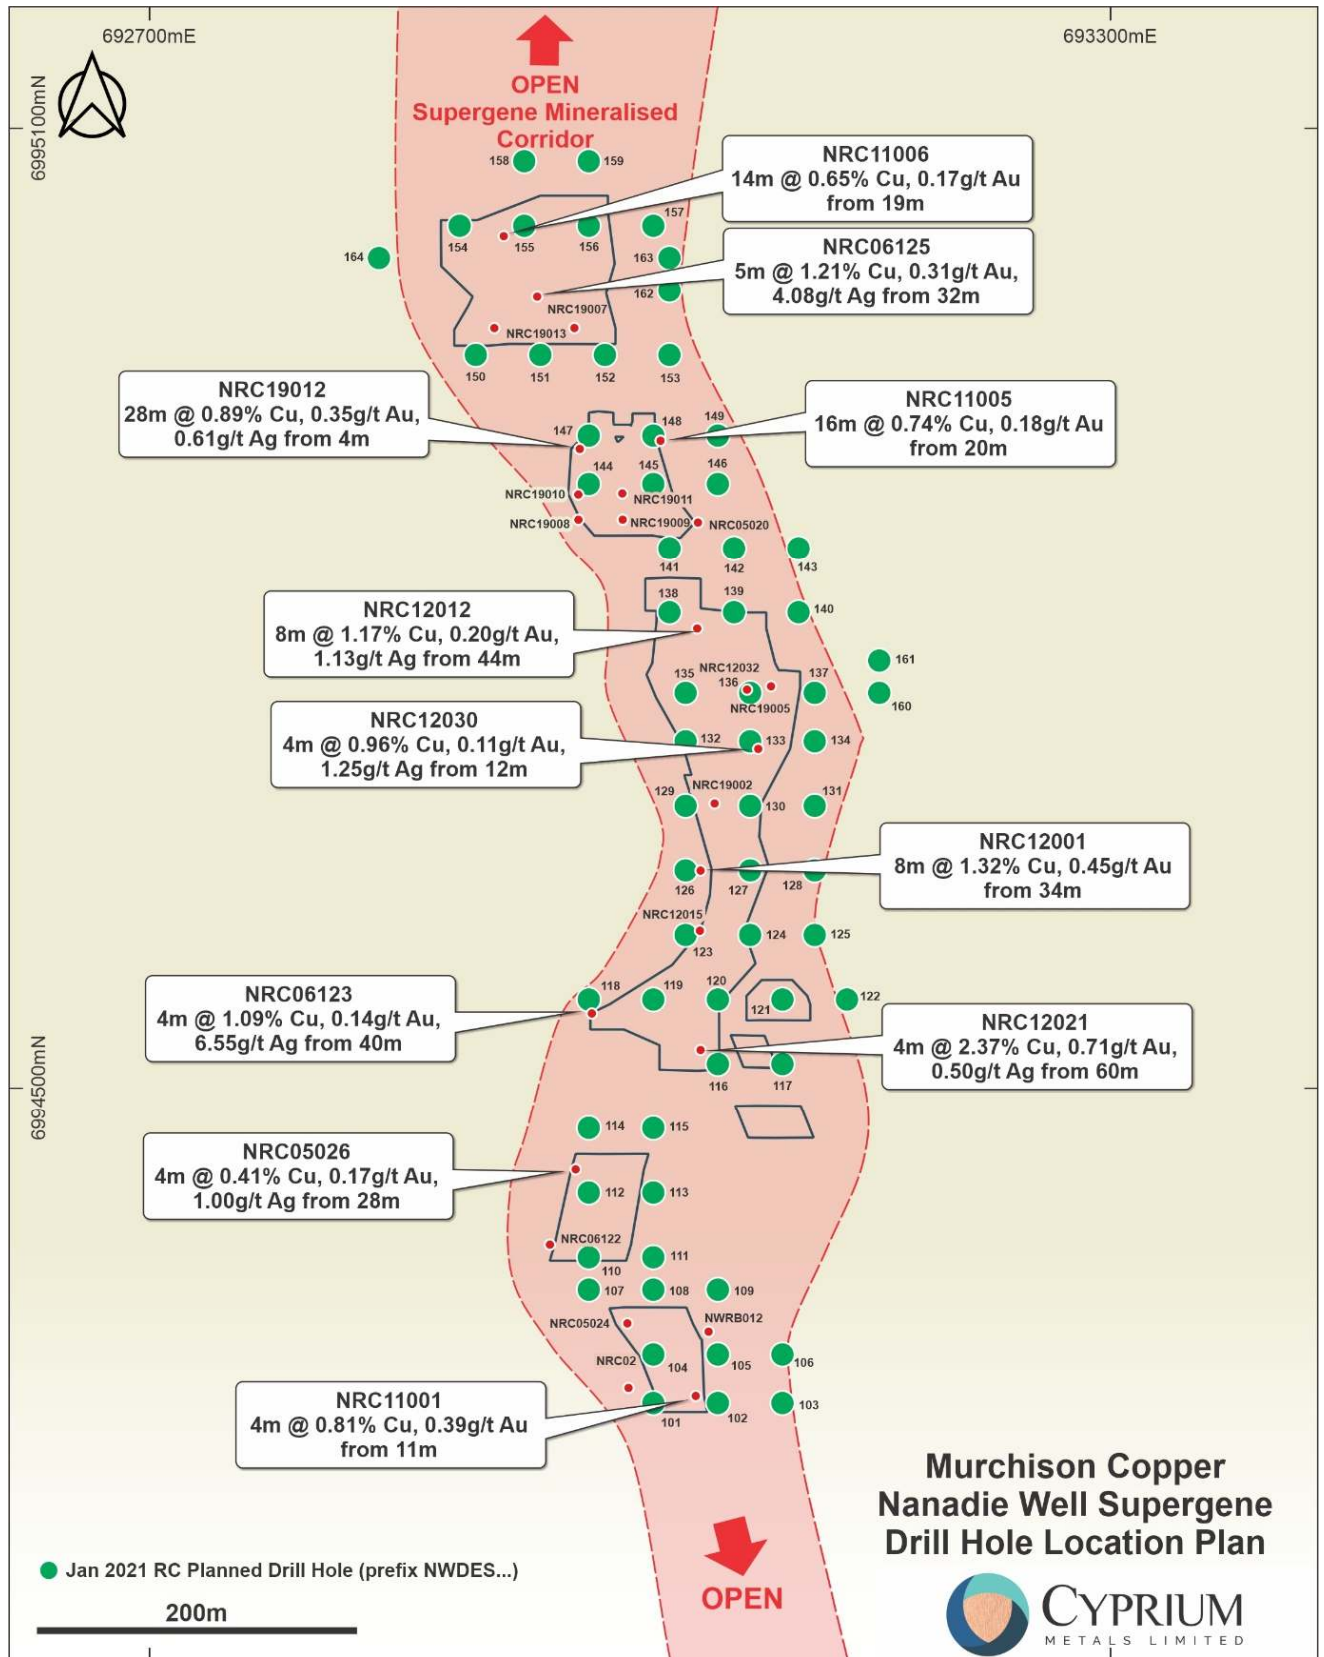 692700mE
693300mE
6995100mN
OPEN
Supergene Mineralised
Corridor
158
159
NRC11006
14m @ 0.65% Cu, 0.17g/t Au
from 19m
157
154
155
156
164
163
NRC06125
5m @ 1.21% Cu, 0.31g/t Au,
4.08g/t Ag from 32m
162
NRC19007
NRC19013
150
151
152
153
NRC19012
28m @ 0.89% Cu, 0.35g/t Au,
0.61g/t Ag from 4m
NRC11005
16m @ 0.74% Cu, 0.18g/t Au
from 20m
147
148
149
144
145
146
NRC19010
NRC19011
NRC19008
NRC19009
NRC05020
141
142
143
138
139
140
NRC12012
8m @ 1.17% Cu, 0.20g/t Au,
1.13g/t Ag from 44m
161
135
NRC12032
136
137
160
NRC19005
NRC12030
4m @ 0.96% Cu, 0.11g/t Au,
1.25g/t Ag from 12m
132
133
134
129
NRC19002
130
131
NRC12001
8m @ 1.32% Cu, 0.45g/t Au
from 34m
126
127
128
NRC12015
123
124
125
NRC06123
4m @ 1.09% Cu, 0.14g/t Au,
6.55g/t Ag from 40m
118
119
120
121
122
NRC12021
4m @ 2.37% Cu, 0.71g/t Au,
0.50g/t Ag from 60m
116
117
6994500mN
114
115
NRC05026
4m @ 0.41% Cu, 0.17g/t Au,
1.00g/t Ag from 28m
112
113
NRC06122
110
111
107
108
109
NRC05024
NWRB012
NRC02
104
105
106
NRC11001
4m @ 0.81% Cu, 0.39g/t Au
from 11m
101
102
103
Murchison Copper
Nanadie Well Supergene
Drill Hole Location Plan
OPEN
Jan 2021 RC Planned Drill Hole (prefix NWDES...)
200m
CYPRIUM
METALS LIMITED